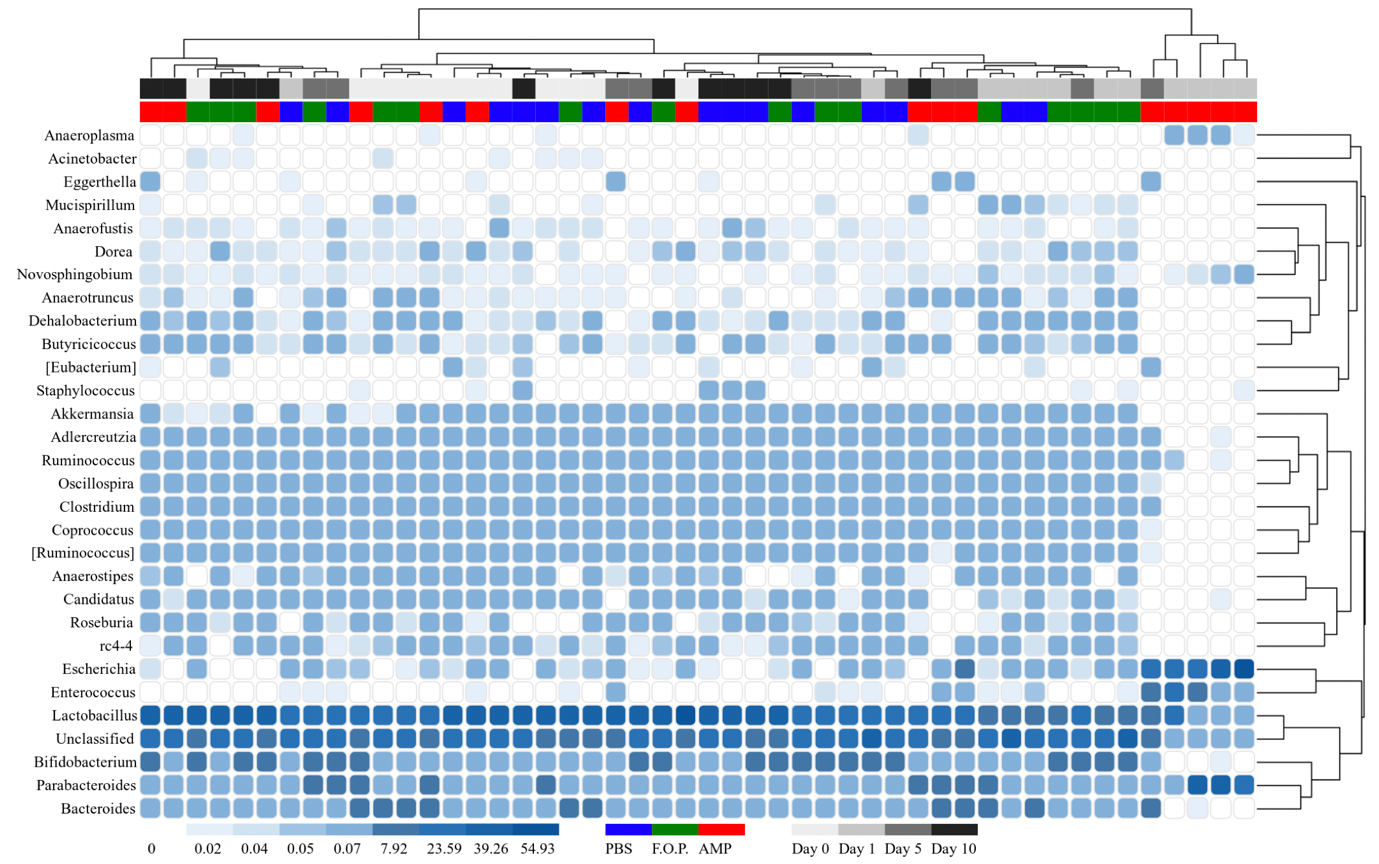 Anaeroplasma
Acinetobacter
Eggerthella
Mucispirillum
Anaerofustis
Dorea
Novosphingobium
Anaerotruncus
Dehalobacterium
Butyricicoccus
[Eubacterium]
Staphylococcus
Akkermansia
Adlercreutzia
Ruminococcus
Oscillospira
Clostridium
Coprococcus
[Ruminococcus]
Anaerostipes
Candidatus
Roseburia
rc4-4
Escherichia
Enterococcus
Lactobacillus
Unclassified
Bifidobacterium
Parabacteroides
Bacteroides
0 0.02 0.04 0.05 0.07 7.92 23.59 39.26 54.93 PBS F.O.P. AMP Day 0 Day 1 Day 5 Day 10